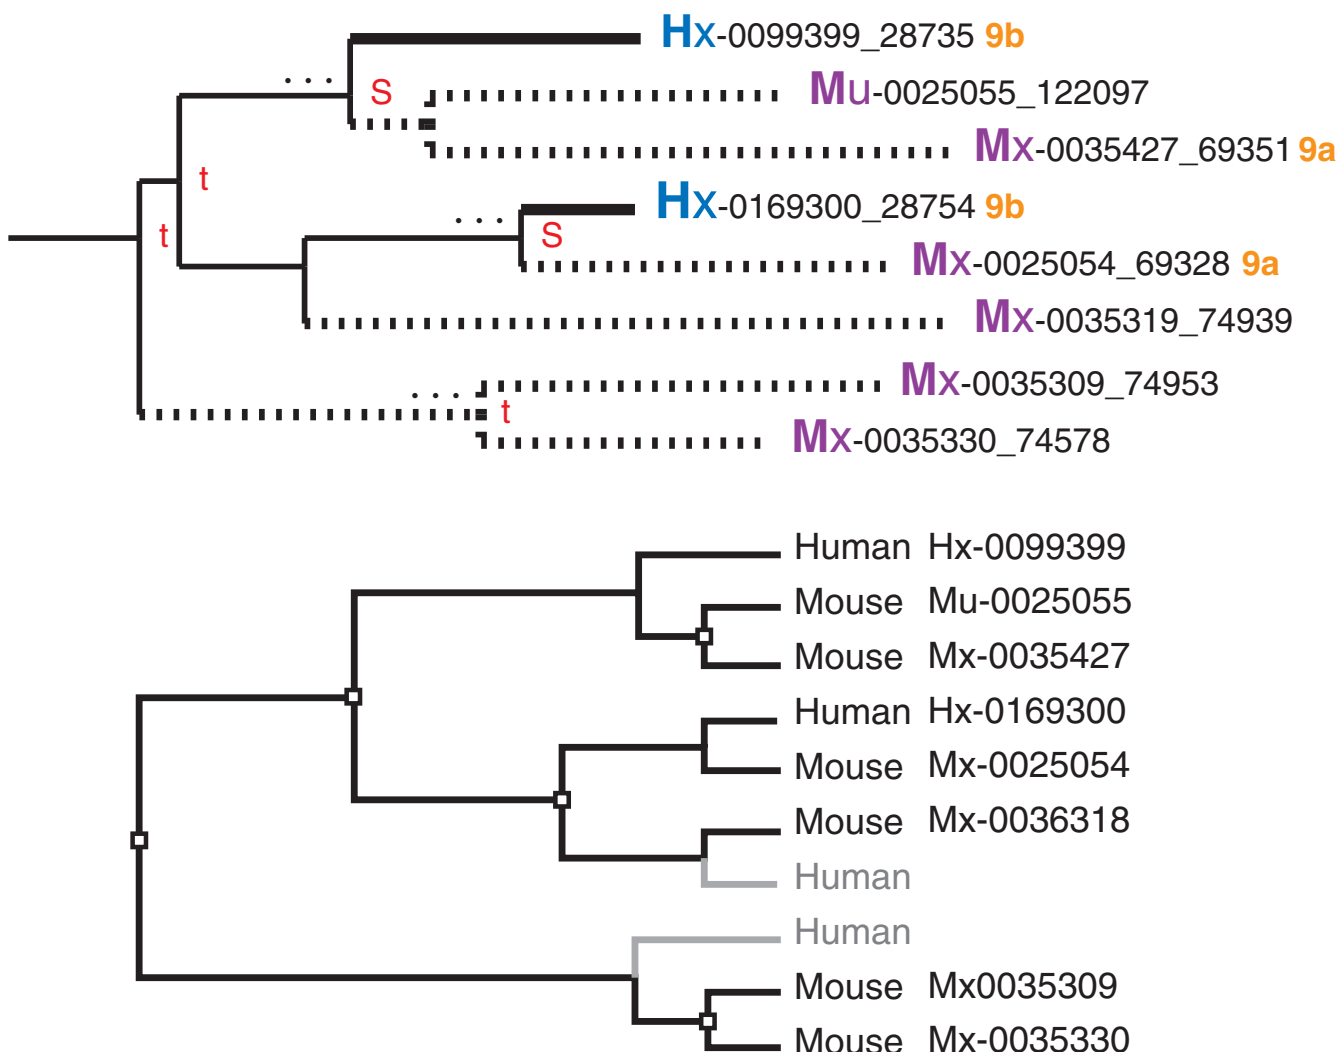 Hx-0099399_28735 9b
. . .
S
Mu-0025055_122097
Mx-0035427_69351 9a
t
Hx-0169300_28754 9b
. . .
t
S
Mx-0025054_69328 9a
Mx-0035319_74939
Mx-0035309_74953
. . .
t
Mx-0035330_74578
Human Hx-0099399
Mouse Mu-0025055
Mouse Mx-0035427
Human Hx-0169300
Mouse Mx-0025054
Mouse Mx-0036318
Human
Human
Mouse Mx0035309
Mouse Mx-0035330